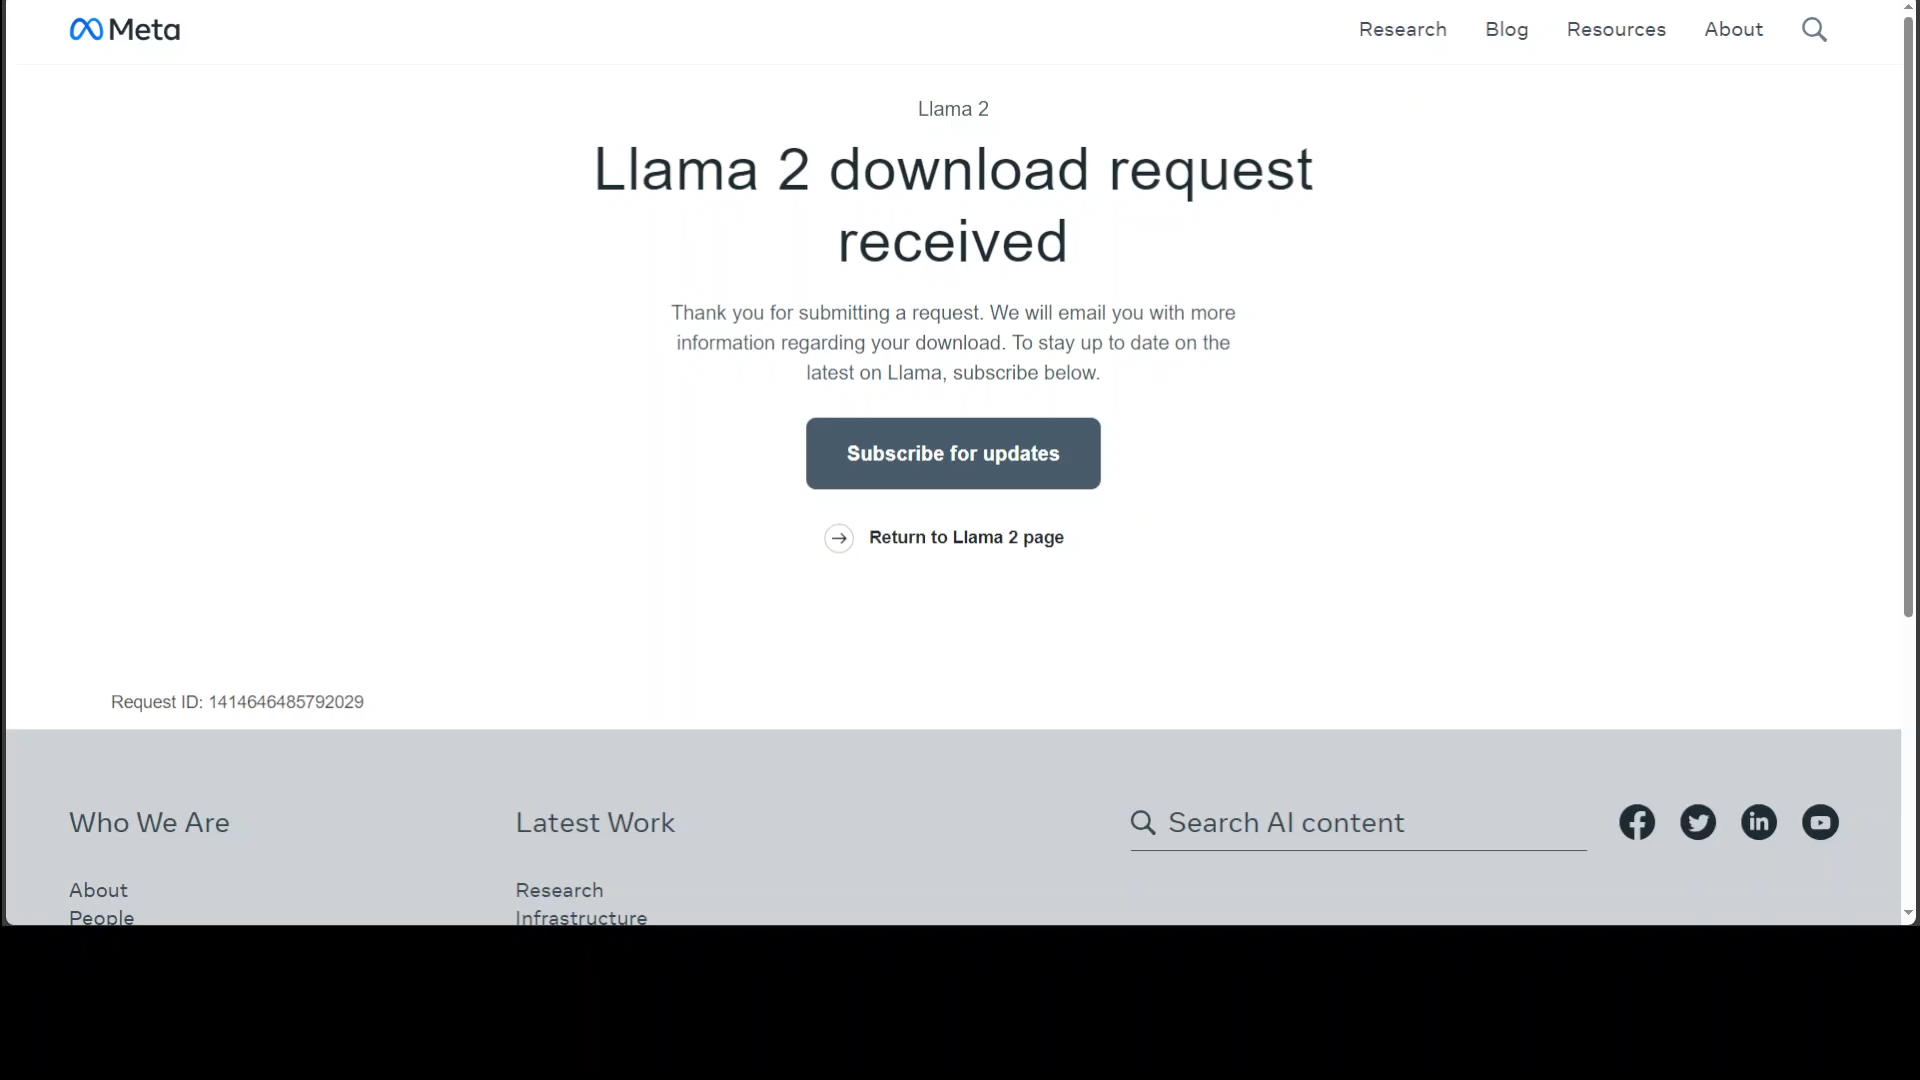 Meta
Research Blog Resources About
Llama 2
Llama 2 download request
received
Thank you for submitting a request. We will email you with more
information regarding your download. To stay up to date on the
latest on Llama, subscribe below.
Subscribe for updates
Return to Llama 2 page
Request ID: 1414646485792029
Who We Are
Latest Work
Search AI content
About
Research
People
Infrastructure